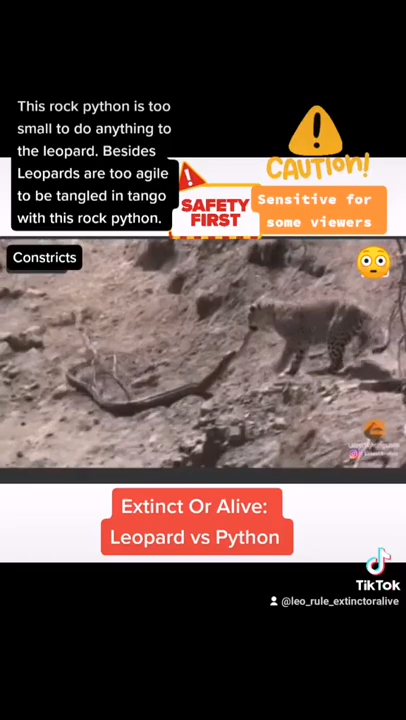 This rock python is too
small to do anything to
the leopard. Besides
Leopards are too agile
to be tangled in tango
with this rock python.
CAUTION!
SAFETY
FIRST
Sensitive for
some viewers
Constricts
Extinct Or Alive:
Leopard vs Python
TikTok
@leo_rule_extinctoralive